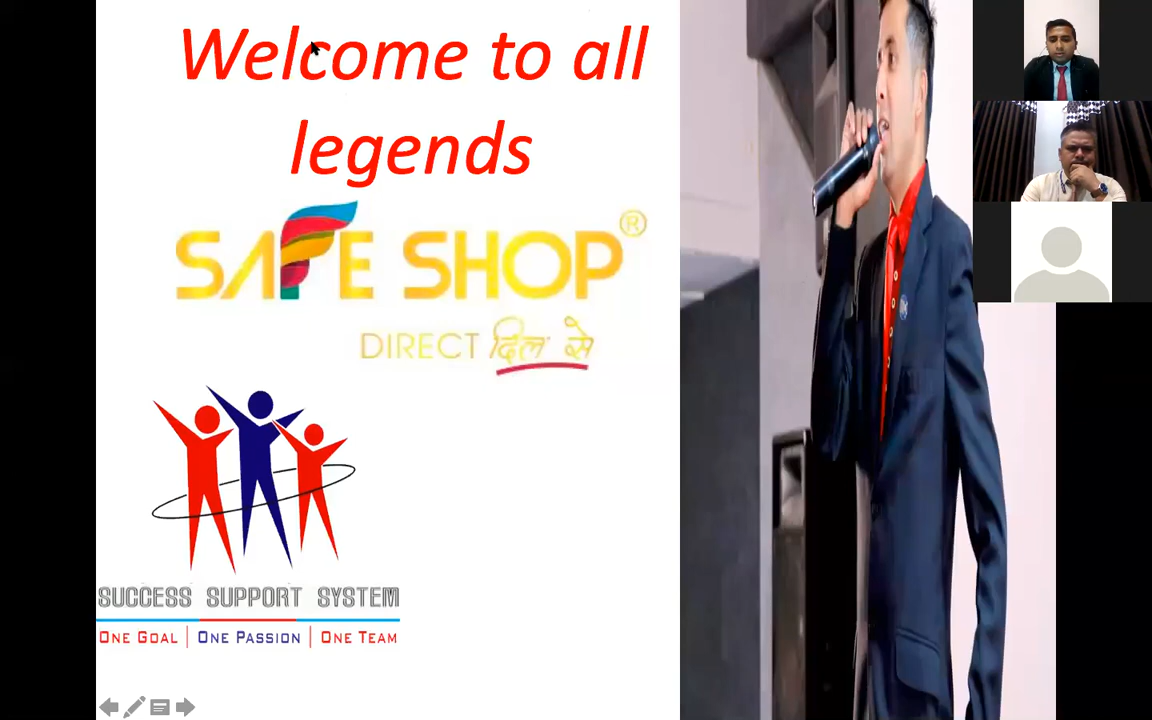 Welcome to all
legends
SAFE SHOP®
DIRECT दिल से
SUCCESS SUPPORT SYSTEM
ONE GOAL | ONE PASSION | ONE TEAM